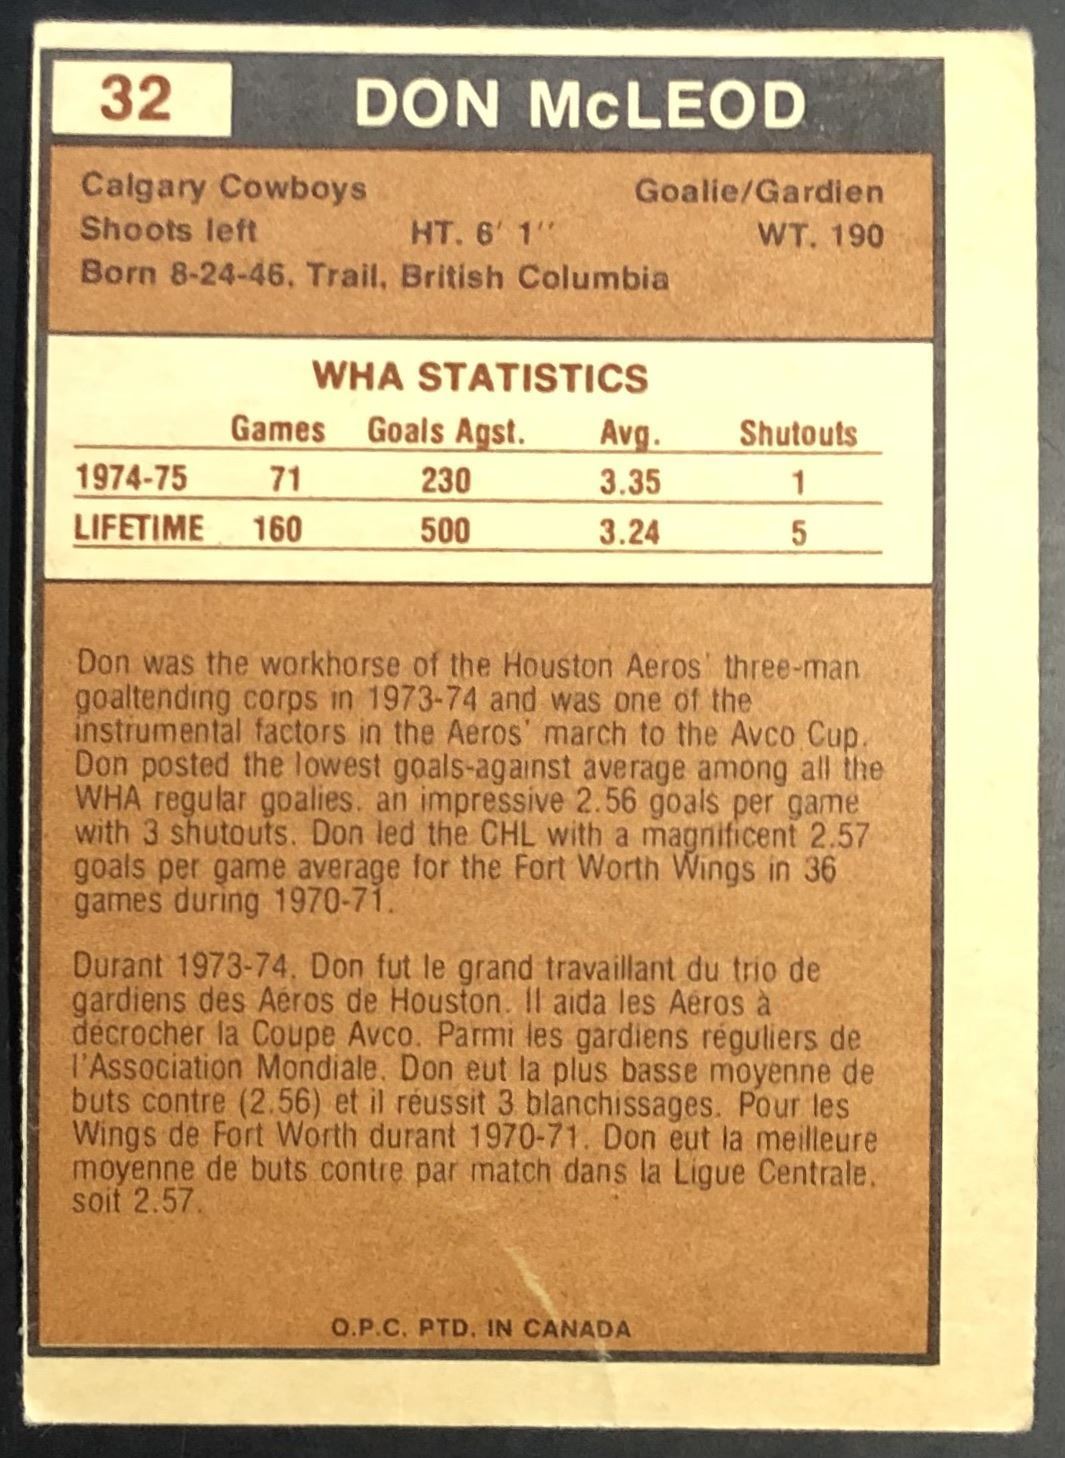 32
DON McLEOD
Calgary Cowboys Goalie/Gardien
Shoots left HT. 6' 1'' WT. 190
Born 8-24-46, Trail, British Columbia
WHA STATISTICS
Games Goals Agst. Avg. Shutouts
1974-75 71 230 3.35 1
LIFETIME 160 500 3.24 5
Don was the workhorse of the Houston Aeros' three-man
goaltending corps in 1973-74 and was one of the
instrumental factors in the Aeros' march to the Avco Cup.
Don posted the lowest goals-against average among all the
WHA regular goalies, an impressive 2.56 goals per game
with 3 shutouts. Don led the CHL with a magnificent 2.57
goals per game average for the Fort Worth Wings in 36
games during 1970-71.
Durant 1973-74, Don fut le grand travaillant du trio de
gardiens des Aéros de Houston. Il aida les Aéros à
décrocher la Coupe Avco. Parmi les gardiens réguliers de
l'Association Mondiale, Don eut la plus basse moyenne de
buts contre (2.56) et il réussit 3 blanchissages. Pour les
Wings de Fort Worth durant 1970-71, Don eut la meilleure
moyenne de buts contre par match dans la Ligue Centrale,
soit 2.57.
O.P.C. PTD. IN CANADA